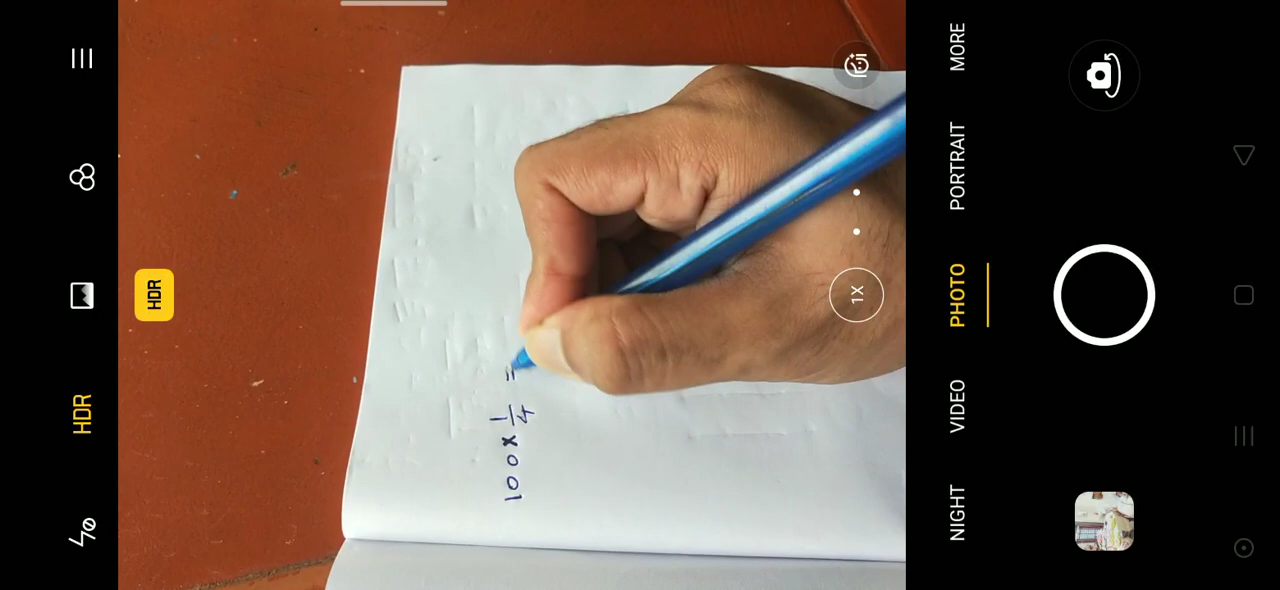 HDR
HDR
1X
NIGHT
VIDEO
PHOTO
PORTRAIT
MORE
100 x 1/4 =